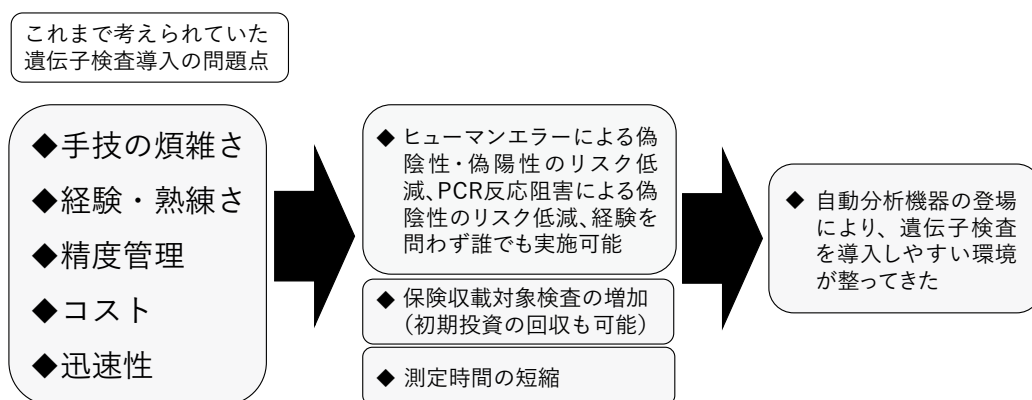 これまで考えられていた
遺伝子検査導入の問題点
◆手技の煩雑さ
◆経験・熟練さ
◆精度管理
◆コスト
◆迅速性
◆ ヒューマンエラーによる偽
陰性・偽陽性のリスク低
減、PCR反応阻害による偽
陰性のリスク低減、経験を
問わず誰でも実施可能
◆ 保険収載対象検査の増加
（初期投資の回収も可能）
◆ 測定時間の短縮
◆ 自動分析機器の登場
により、遺伝子検査
を導入しやすい環境
が整ってきた